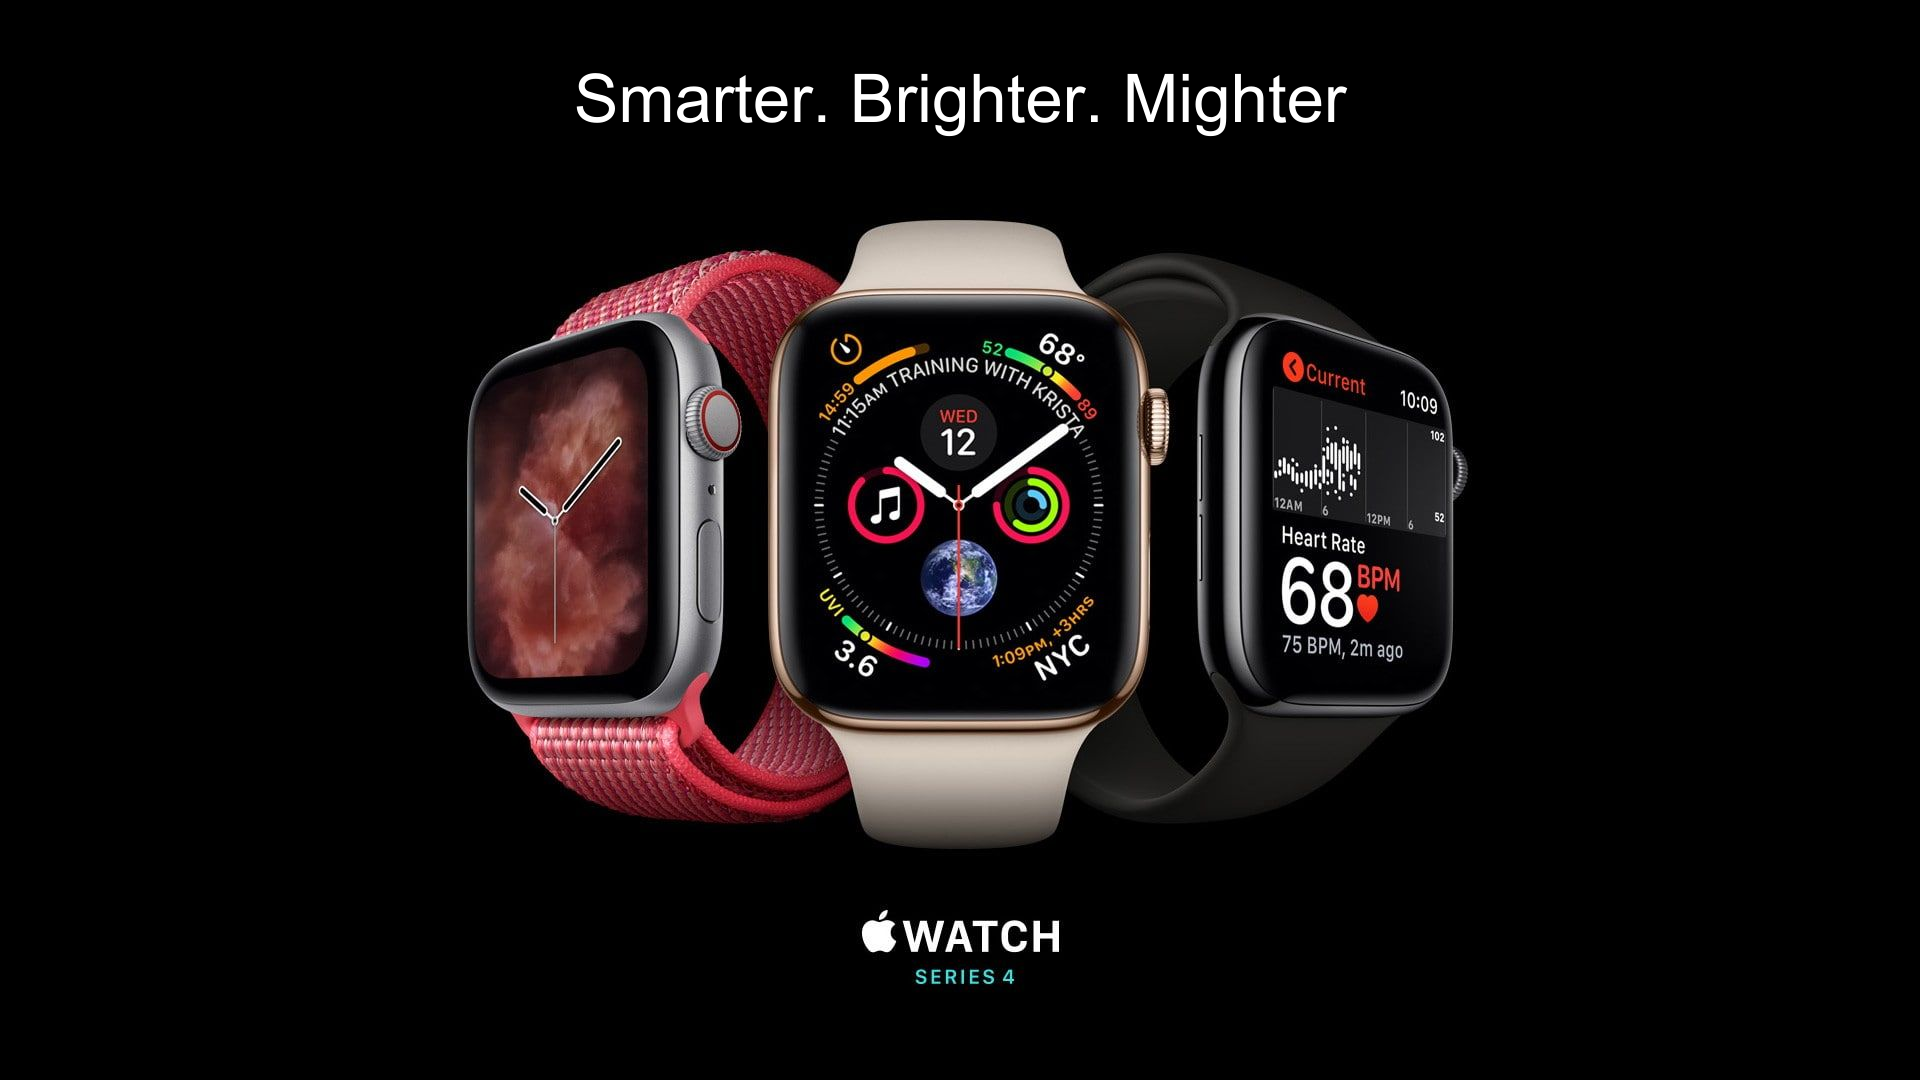 Smarter. Brighter. Mighter
52
68°
89
14:59
11:15AM TRAINING WITH KRISTA
WED
12
UVI
3.6
1:09PM, +3HRS
NYC
Current
10:09
102
12AM 6 12PM 6 52
Heart Rate
68 BPM
75 BPM, 2m ago
WATCH
SERIES 4